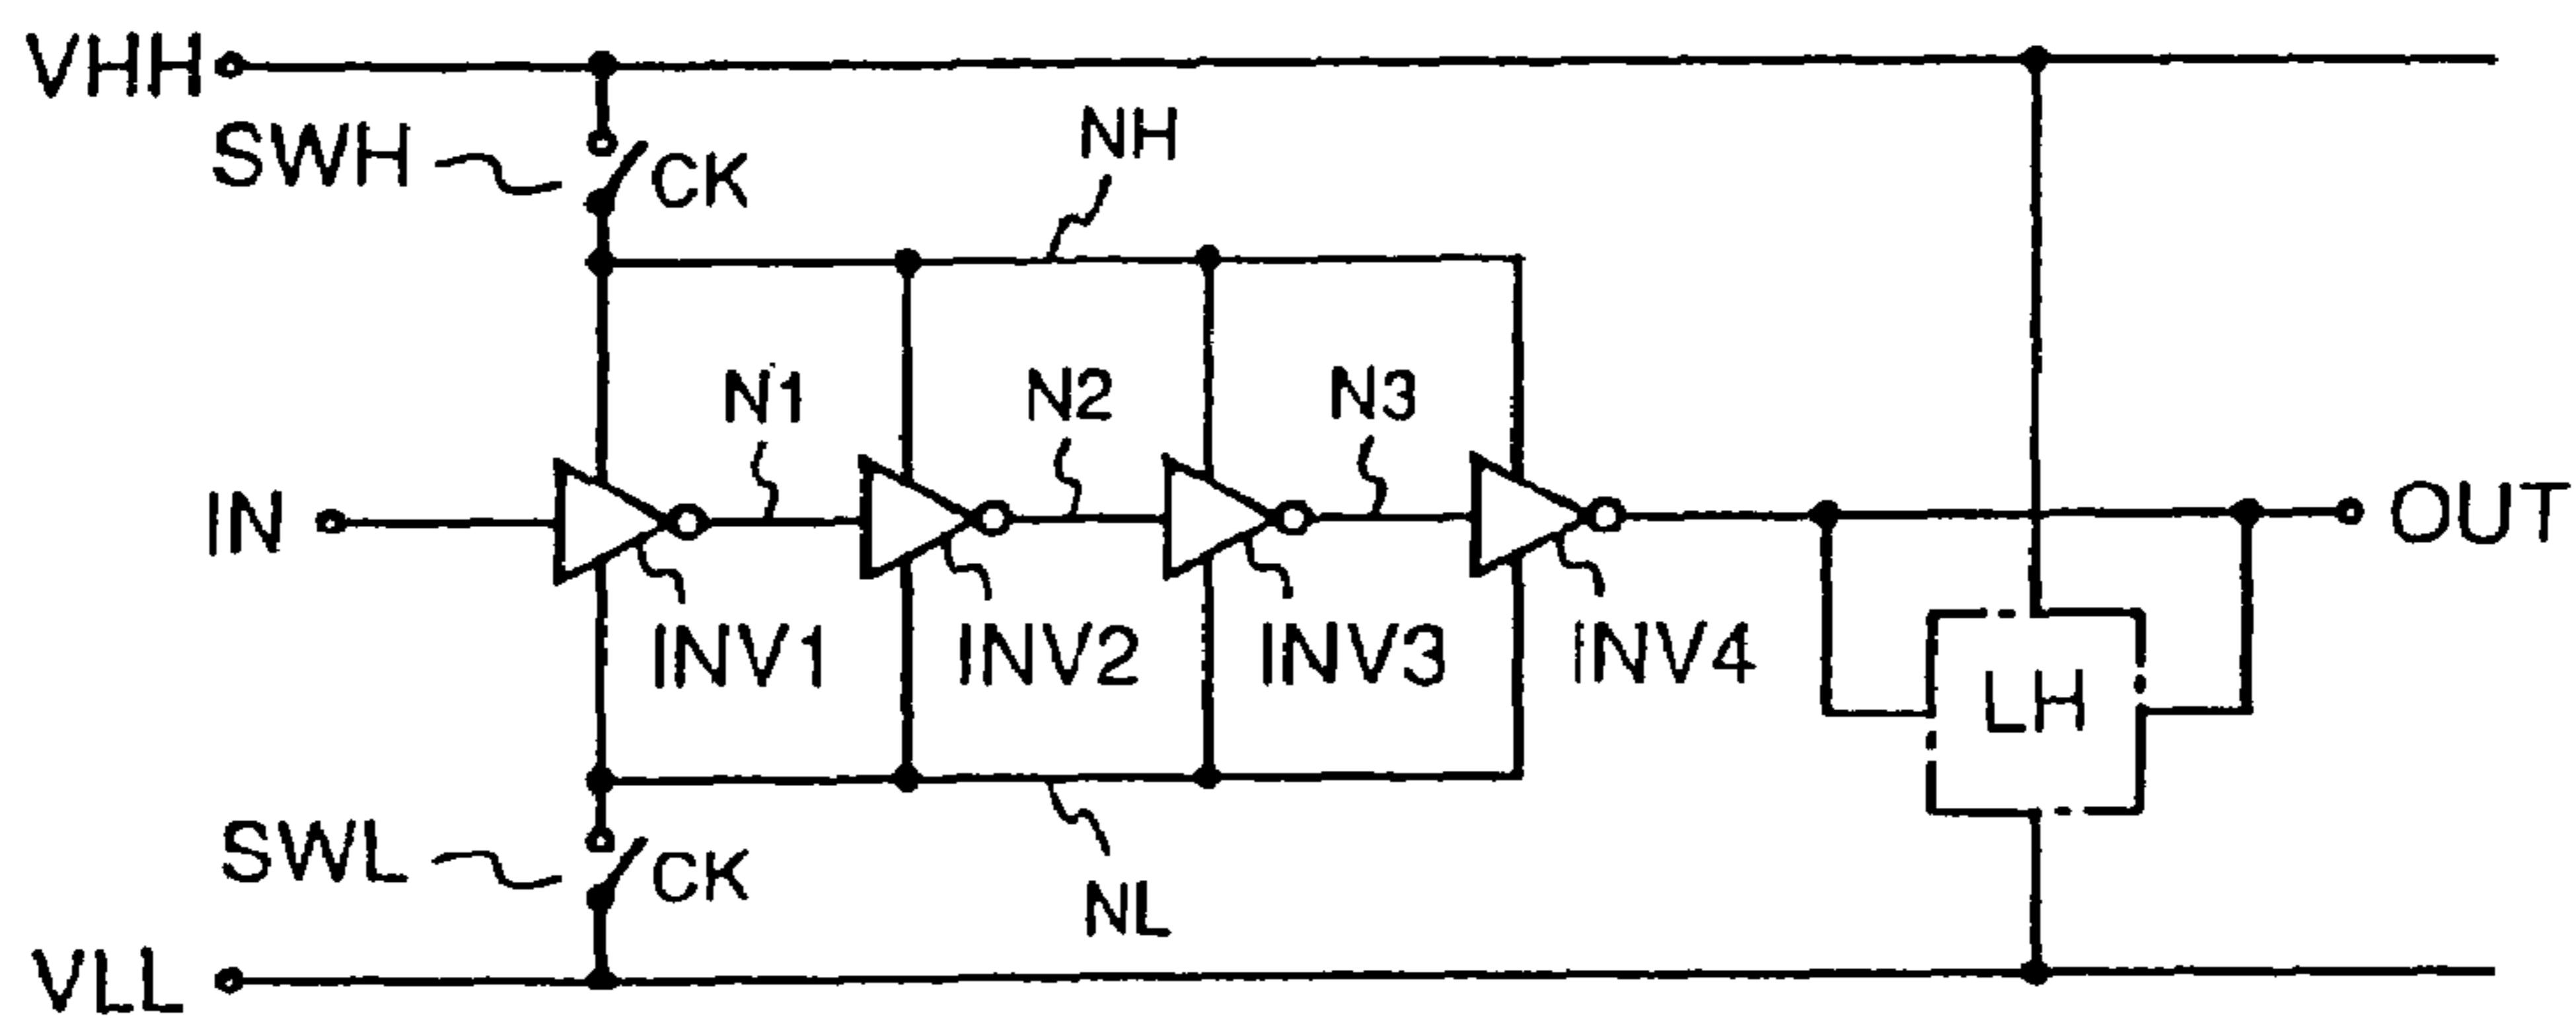 VHH
SWH
CK
NH
N1
N2
N3
IN
OUT
INV1
INV2
INV3
INV4
LH
SWL
CK
NL
VLL